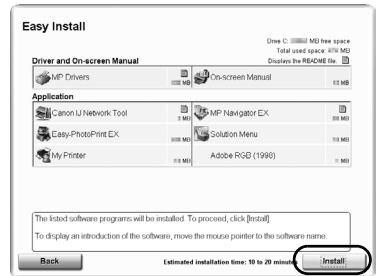 Easy Install
Drive C: MB free space
Total used space: MB
Driver and On-screen Manual
Displays the README file.
MP Drivers
MB
On-screen Manual
MB
Application
Canon IJ Network Tool
MB
MP Navigator EX
MB
Easy-PhotoPrint EX
MB
Solution Menu
MB
My Printer
MB
Adobe RGB (1998)
MB
The listed software programs will be installed. To proceed, click [Install].
To display an introduction of the software, move the mouse pointer to the software name.
Back
Estimated installation time: 10 to 20 minutes
Install